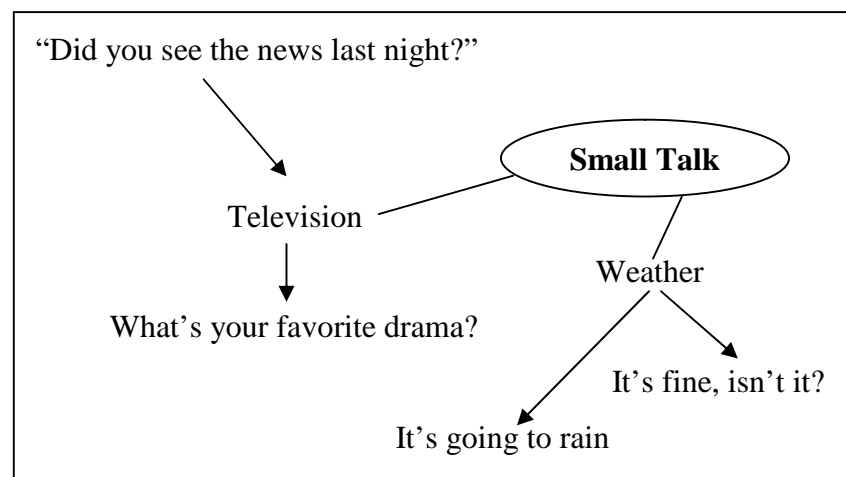 “Did you see the news last night?”
Small Talk
Television
Weather
What’s your favorite drama?
It’s fine, isn’t it?
It’s going to rain